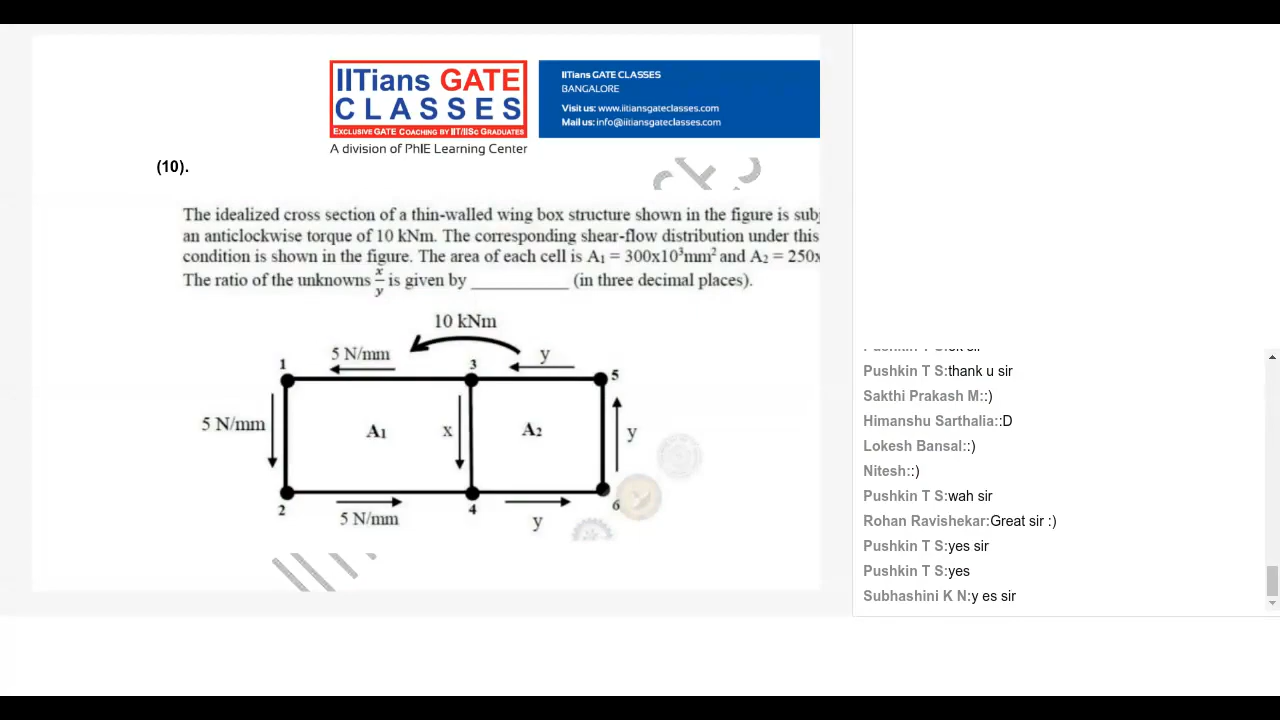 IITians GATE
CLASSES
EXCLUSIVE GATE COACHING BY IIT/IISc GRADUATES
A division of PhIE Learning Center
IITians GATE CLASSES
BANGALORE
Visit us: www.iitiansgateclasses.com
Mail us: info@iitiansgateclasses.com
(10).
The idealized cross section of a thin-walled wing box structure shown in the figure is sub
an anticlockwise torque of 10 kNm. The corresponding shear-flow distribution under this
condition is shown in the figure. The area of each cell is A₁ = 300x10³mm² and A₂ = 250x
The ratio of the unknowns x/y is given by __________ (in three decimal places).
10 kNm
1
5 N/mm
3
y
5
5 N/mm
A₁
x
A₂
y
2
5 N/mm
4
y
6
Pushkin T S:thank u sir
Sakthi Prakash M::)
Himanshu Sarthalia::D
Lokesh Bansal::)
Nitesh::)
Pushkin T S:wah sir
Rohan Ravishekar:Great sir :)
Pushkin T S:yes sir
Pushkin T S:yes
Subhashini K N:y es sir